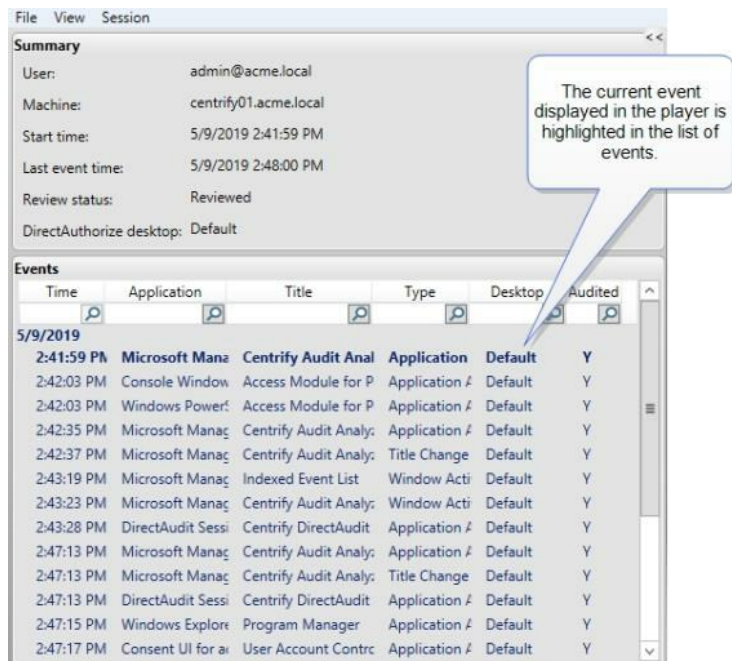 File View Session
Summary
<<
User: admin@acme.local
Machine: centrify01.acme.local
Start time: 5/9/2019 2:41:59 PM
Last event time: 5/9/2019 2:48:00 PM
Review status: Reviewed
DirectAuthorize desktop: Default
The current event
displayed in the player is
highlighted in the list of
events.
Events
Time Application Title Type Desktop Audited
5/9/2019
2:41:59 PM Microsoft Mana Centrify Audit Anal Application Default Y
2:42:03 PM Console Window Access Module for P Application A Default Y
2:42:03 PM Windows PowerS Access Module for P Application A Default Y
2:42:35 PM Microsoft Manag Centrify Audit Analyz Application A Default Y
2:42:37 PM Microsoft Manag Centrify Audit Analyz Title Change Default Y
2:43:19 PM Microsoft Manag Indexed Event List Window Acti Default Y
2:43:23 PM Microsoft Manag Centrify Audit Analyz Window Acti Default Y
2:43:28 PM DirectAudit Sessi Centrify DirectAudit Application A Default Y
2:47:13 PM Microsoft Manag Centrify Audit Analyz Application A Default Y
2:47:13 PM Microsoft Manag Centrify Audit Analyz Title Change Default Y
2:47:13 PM DirectAudit Sessi Centrify DirectAudit Application A Default Y
2:47:15 PM Windows Explore Program Manager Application A Default Y
2:47:17 PM Consent UI for a User Account Contro Application A Default Y